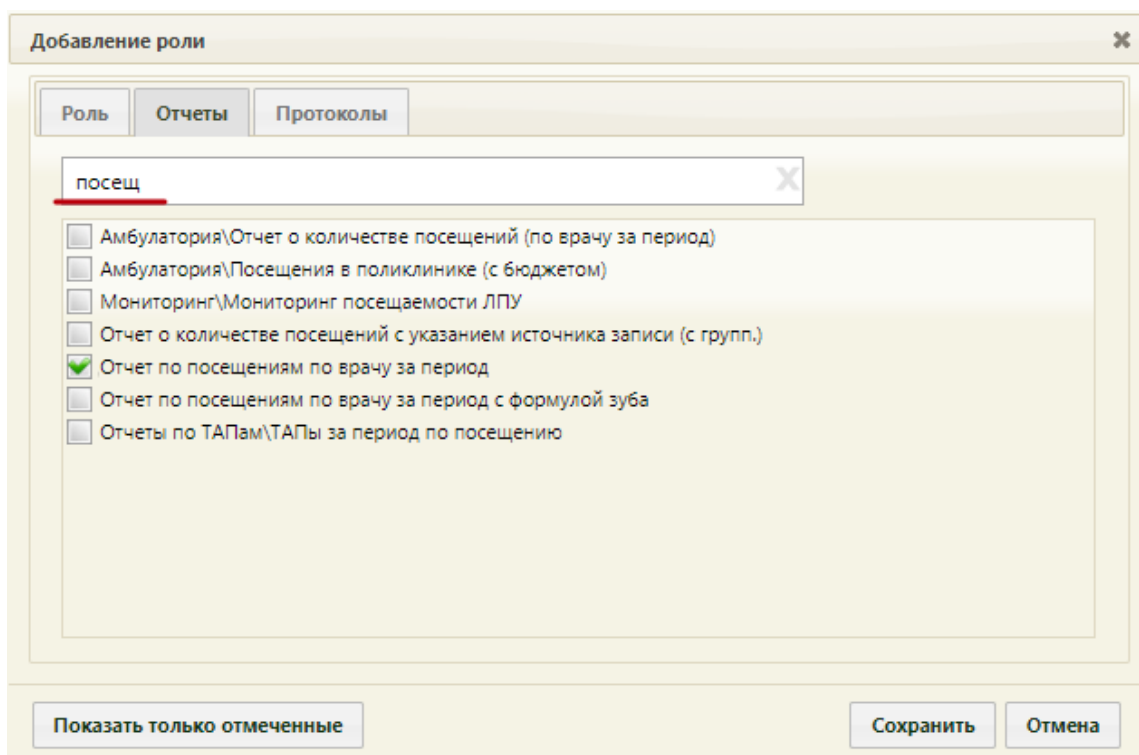 Добавление роли
Роль Отчеты Протоколы
посещ
Амбулатория\Отчет о количестве посещений (по врачу за период)
Амбулатория\Посещения в поликлинике (с бюджетом)
Мониторинг\Мониторинг посещаемости ЛПУ
Отчет о количестве посещений с указанием источника записи (с групп.)
Отчет по посещениям по врачу за период
Отчет по посещениям по врачу за период с формулой зуба
Отчеты по ТАПам\ТАПы за период по посещению
Показать только отмеченные Сохранить Отмена